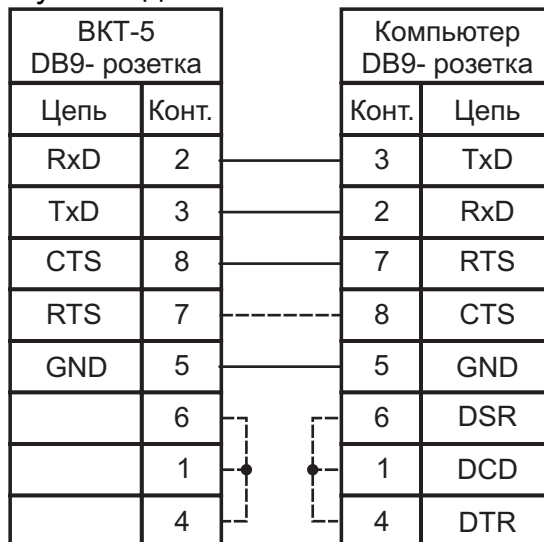 ВКТ-5
DB9- розетка
Компьютер
DB9- розетка
Цепь Конт. Конт. Цепь
RxD 2 3 TxD
TxD 3 2 RxD
CTS 8 7 RTS
RTS 7 8 CTS
GND 5 5 GND
6 6 DSR
1 1 DCD
4 4 DTR